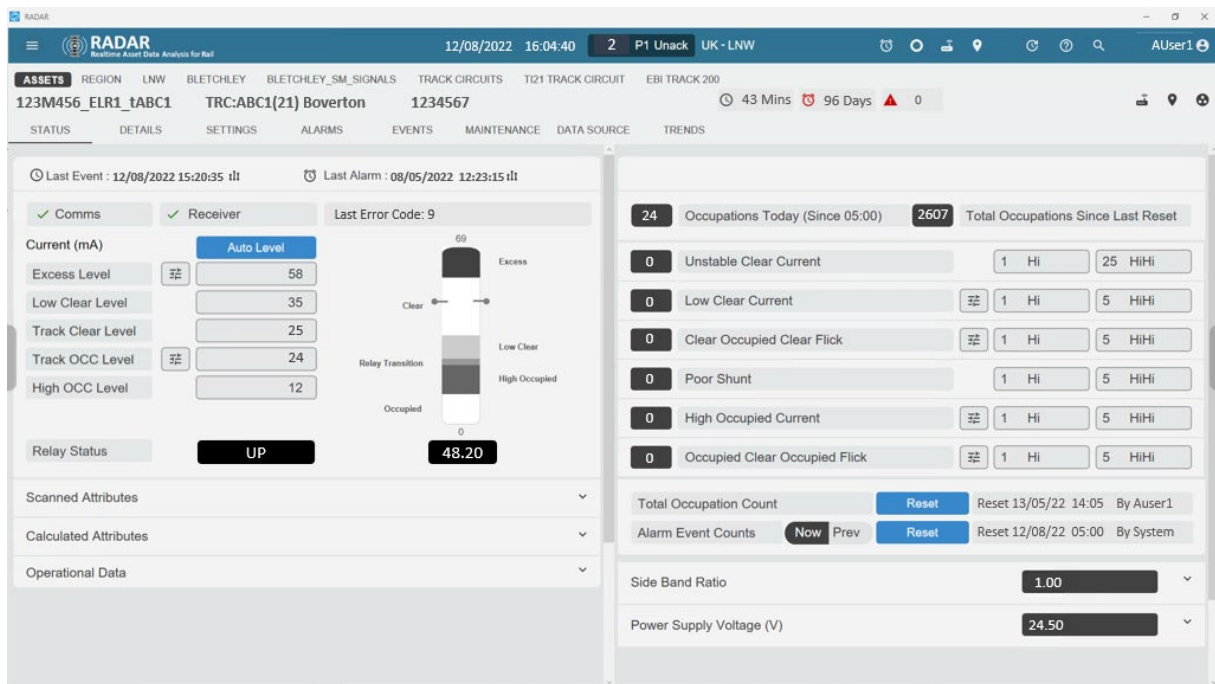 RADAR
RADAR
Realtime Asset Data Analysis for Rail
12/08/2022 16:04:40 2 P1 Unack UK - LNW AUser1
ASSETS REGION LNW BLETCHLEY BLETCHLEY_SM_SIGNALS TRACK CIRCUITS TI21 TRACK CIRCUIT EBI TRACK 200
123M456_ELR1_tABC1 TRC:ABC1(21) Boverton 1234567 43 Mins 96 Days 0
STATUS DETAILS SETTINGS ALARMS EVENTS MAINTENANCE DATA SOURCE TRENDS
Last Event : 12/08/2022 15:20:35 Last Alarm : 08/05/2022 12:23:15
Comms Receiver Last Error Code: 9
Current (mA) Auto Level
Excess Level 58
Low Clear Level 35
Track Clear Level 25
Track OCC Level 24
High OCC Level 12
69
Excess
Clear
Low Clear
Relay Transition
High Occupied
Occupied
0
Relay Status UP 48.20
Scanned Attributes
Calculated Attributes
Operational Data
24 Occupations Today (Since 05:00) 2607 Total Occupations Since Last Reset
0 Unstable Clear Current 1 Hi 25 HiHi
0 Low Clear Current 1 Hi 5 HiHi
0 Clear Occupied Clear Flick 1 Hi 5 HiHi
0 Poor Shunt 1 Hi 5 HiHi
0 High Occupied Current 1 Hi 5 HiHi
0 Occupied Clear Occupied Flick 1 Hi 5 HiHi
Total Occupation Count Reset Reset 13/05/22 14:05 By Auser1
Alarm Event Counts Now Prev Reset Reset 12/08/22 05:00 By System
Side Band Ratio 1.00
Power Supply Voltage (V) 24.50